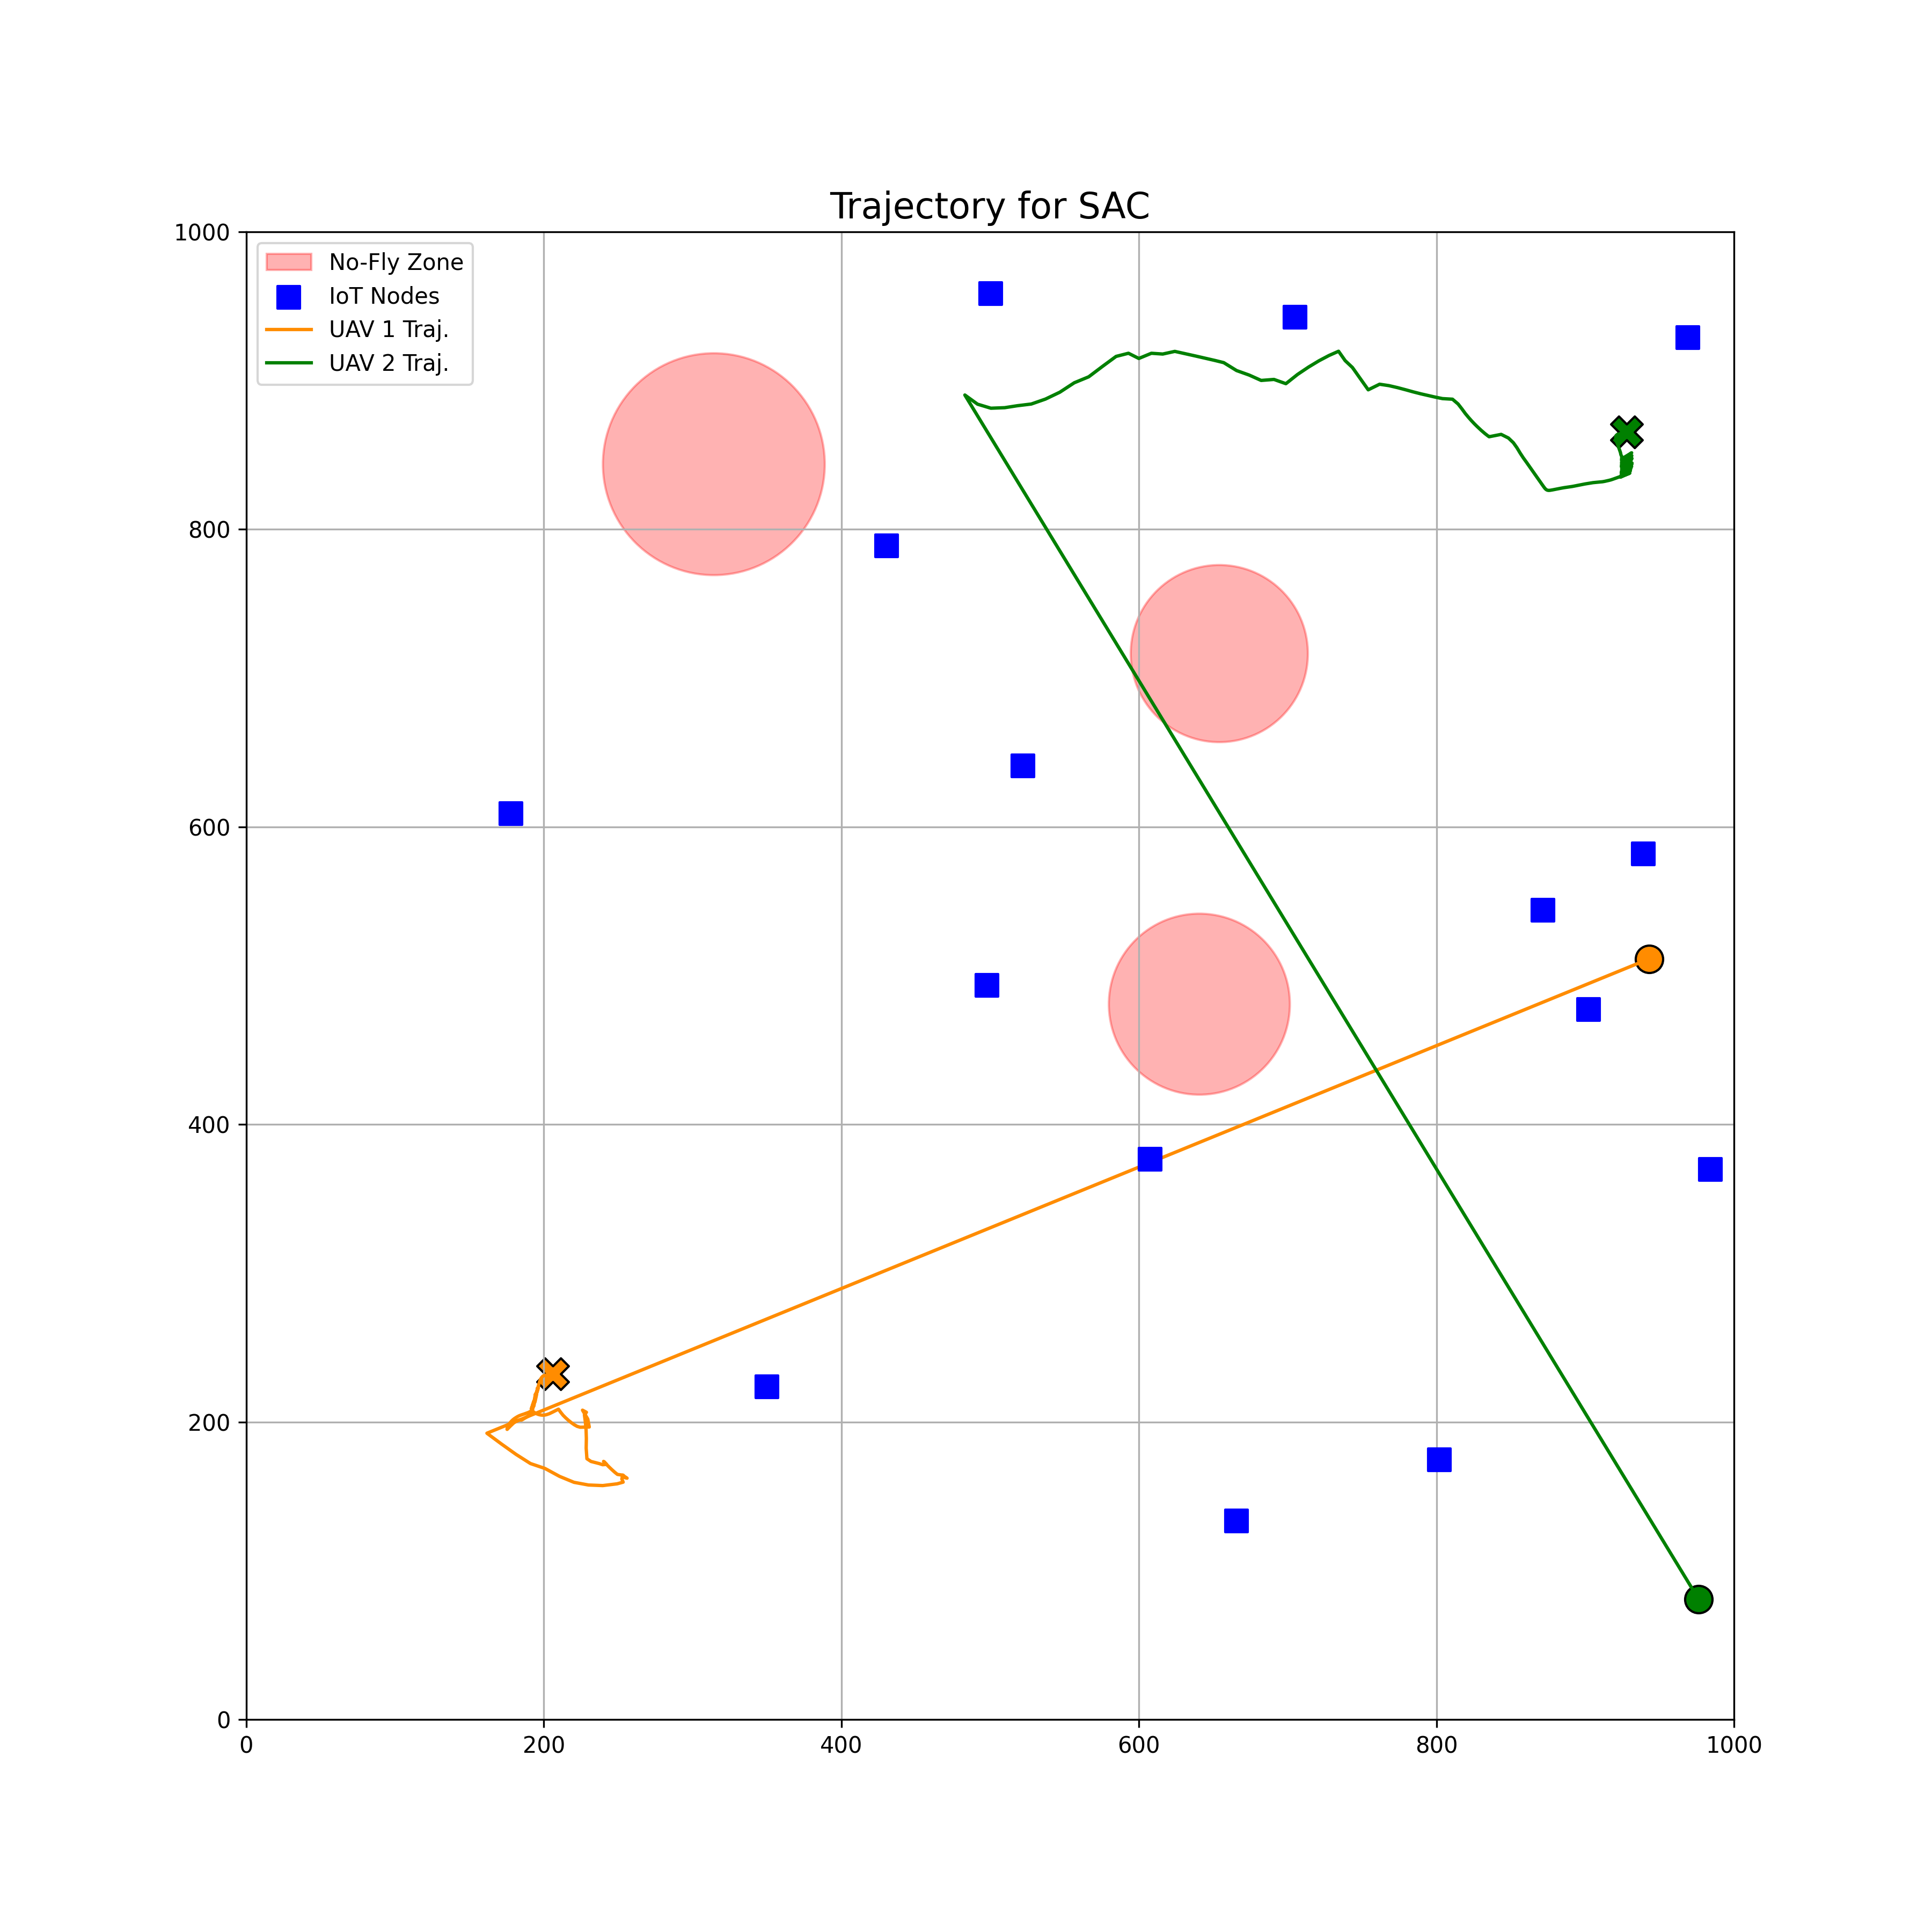 Trajectory for SAC
1000
800
600
400
200
0
No-Fly Zone
IoT Nodes
UAV 1 Traj.
UAV 2 Traj.
0 200 400 600 800 1000